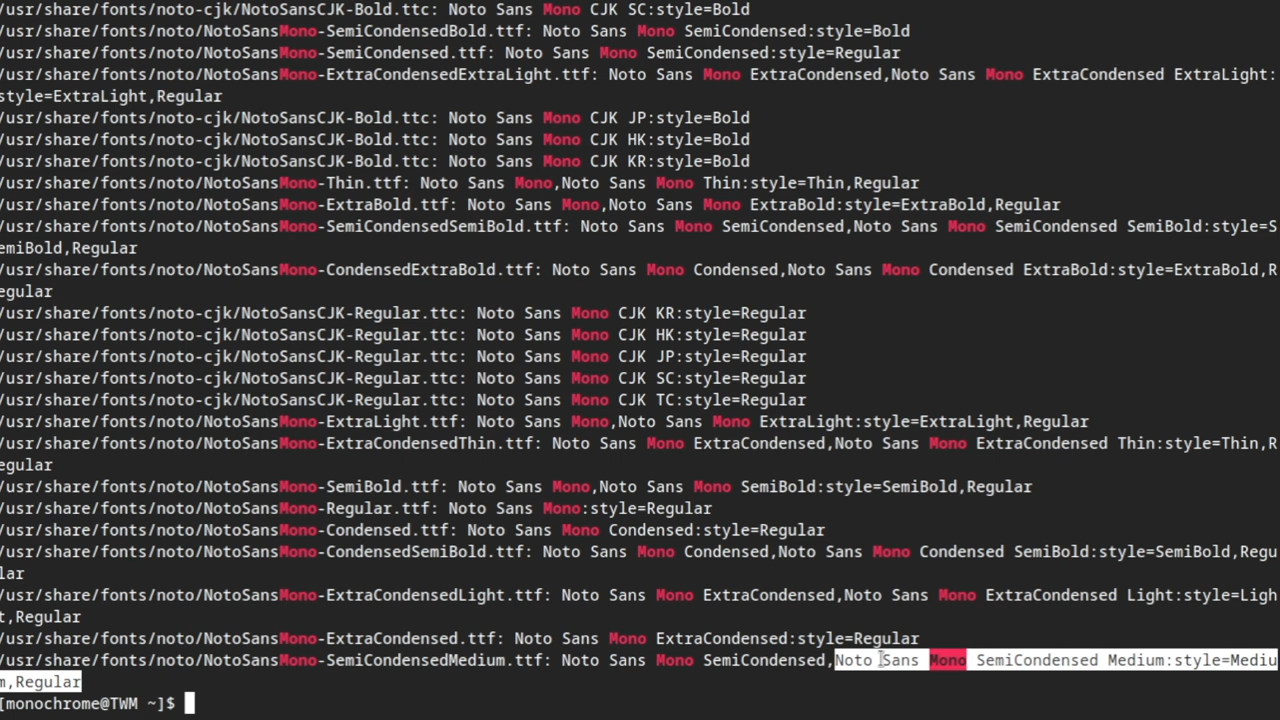 /usr/share/fonts/noto-cjk/NotoSansCJK-Bold.ttc: Noto Sans Mono CJK SC:style=Bold
/usr/share/fonts/noto/NotoSansMono-SemiCondensedBold.ttf: Noto Sans Mono SemiCondensed:style=Bold
/usr/share/fonts/noto/NotoSansMono-SemiCondensed.ttf: Noto Sans Mono SemiCondensed:style=Regular
/usr/share/fonts/noto/NotoSansMono-ExtraCondensedExtraLight.ttf: Noto Sans Mono ExtraCondensed,Noto Sans Mono ExtraCondensed ExtraLight:
style=ExtraLight,Regular
/usr/share/fonts/noto-cjk/NotoSansCJK-Bold.ttc: Noto Sans Mono CJK JP:style=Bold
/usr/share/fonts/noto-cjk/NotoSansCJK-Bold.ttc: Noto Sans Mono CJK HK:style=Bold
/usr/share/fonts/noto-cjk/NotoSansCJK-Bold.ttc: Noto Sans Mono CJK KR:style=Bold
/usr/share/fonts/noto/NotoSansMono-Thin.ttf: Noto Sans Mono,Noto Sans Mono Thin:style=Thin,Regular
/usr/share/fonts/noto/NotoSansMono-ExtraBold.ttf: Noto Sans Mono,Noto Sans Mono ExtraBold:style=ExtraBold,Regular
/usr/share/fonts/noto/NotoSansMono-SemiCondensedSemiBold.ttf: Noto Sans Mono SemiCondensed,Noto Sans Mono SemiCondensed SemiBold:style=S
emiBold,Regular
/usr/share/fonts/noto/NotoSansMono-CondensedExtraBold.ttf: Noto Sans Mono Condensed,Noto Sans Mono Condensed ExtraBold:style=ExtraBold,R
egular
/usr/share/fonts/noto-cjk/NotoSansCJK-Regular.ttc: Noto Sans Mono CJK KR:style=Regular
/usr/share/fonts/noto-cjk/NotoSansCJK-Regular.ttc: Noto Sans Mono CJK HK:style=Regular
/usr/share/fonts/noto-cjk/NotoSansCJK-Regular.ttc: Noto Sans Mono CJK JP:style=Regular
/usr/share/fonts/noto-cjk/NotoSansCJK-Regular.ttc: Noto Sans Mono CJK SC:style=Regular
/usr/share/fonts/noto-cjk/NotoSansCJK-Regular.ttc: Noto Sans Mono CJK TC:style=Regular
/usr/share/fonts/noto/NotoSansMono-ExtraLight.ttf: Noto Sans Mono,Noto Sans Mono ExtraLight:style=ExtraLight,Regular
/usr/share/fonts/noto/NotoSansMono-ExtraCondensedThin.ttf: Noto Sans Mono ExtraCondensed,Noto Sans Mono ExtraCondensed Thin:style=Thin,R
egular
/usr/share/fonts/noto/NotoSansMono-SemiBold.ttf: Noto Sans Mono,Noto Sans Mono SemiBold:style=SemiBold,Regular
/usr/share/fonts/noto/NotoSansMono-Regular.ttf: Noto Sans Mono:style=Regular
/usr/share/fonts/noto/NotoSansMono-Condensed.ttf: Noto Sans Mono Condensed:style=Regular
/usr/share/fonts/noto/NotoSansMono-CondensedSemiBold.ttf: Noto Sans Mono Condensed,Noto Sans Mono Condensed SemiBold:style=SemiBold,Regu
lar
/usr/share/fonts/noto/NotoSansMono-ExtraCondensedLight.ttf: Noto Sans Mono ExtraCondensed,Noto Sans Mono ExtraCondensed Light:style=Ligh
t,Regular
/usr/share/fonts/noto/NotoSansMono-ExtraCondensed.ttf: Noto Sans Mono ExtraCondensed:style=Regular
/usr/share/fonts/noto/NotoSansMono-SemiCondensedMedium.ttf: Noto Sans Mono SemiCondensed,Noto Sans Mono SemiCondensed Medium:style=Mediu
m,Regular
[monochrome@TWM ~]$